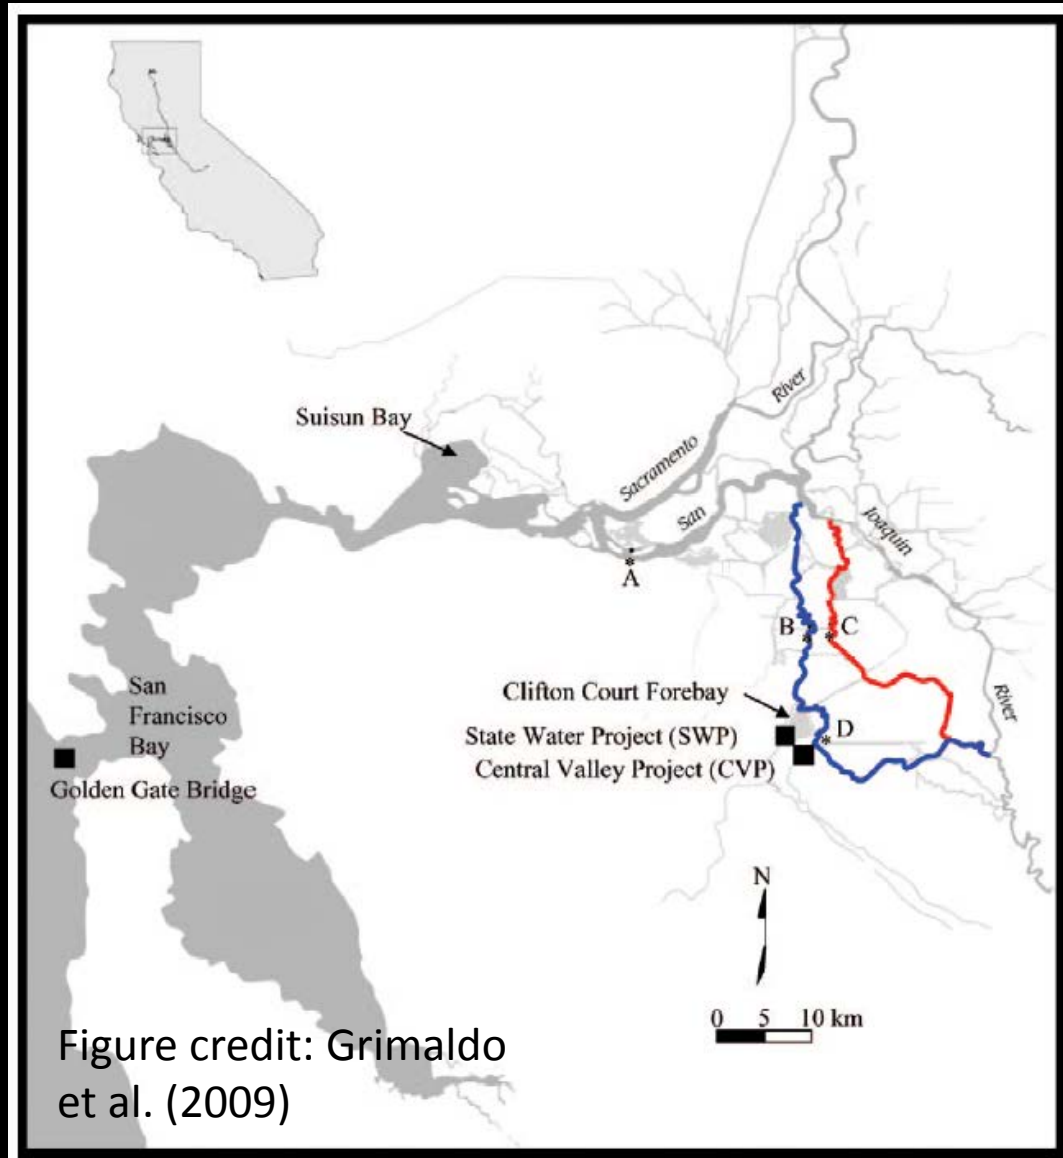 Suisun Bay
Sacramento
River
San
Joaquin
River
A
B
C
Clifton Court Forebay
State Water Project (SWP)
D
Central Valley Project (CVP)
San
Francisco
Bay
Golden Gate Bridge
N
0 5 10 km
Figure credit: Grimaldo
et al. (2009)